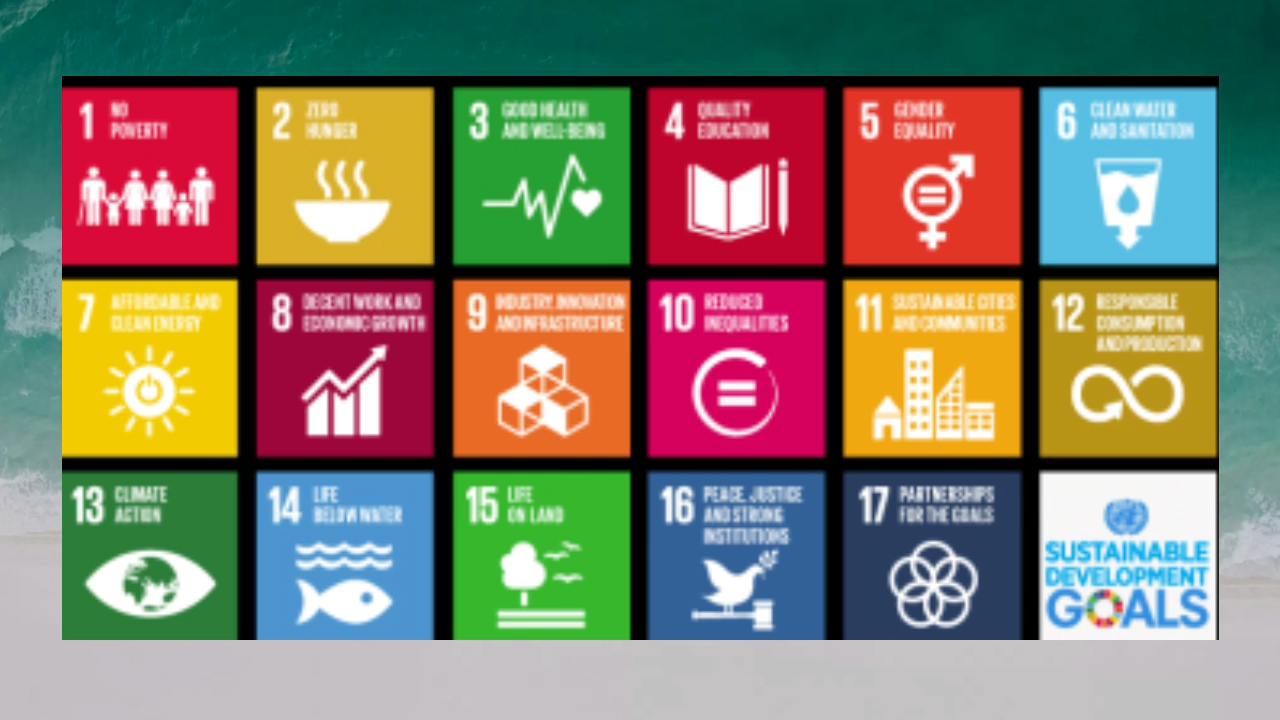 1 NO
POVERTY
2 ZERO
HUNGER
3 GOOD HEALTH
AND WELL-BEING
4 QUALITY
EDUCATION
5 GENDER
EQUALITY
6 CLEAN WATER
AND SANITATION
7 AFFORDABLE AND
CLEAN ENERGY
8 DECENT WORK AND
ECONOMIC GROWTH
9 INDUSTRY, INNOVATION
AND INFRASTRUCTURE
10 REDUCED
INEQUALITIES
11 SUSTAINABLE CITIES
AND COMMUNITIES
12 RESPONSIBLE
CONSUMPTION
AND PRODUCTION
13 CLIMATE
ACTION
14 LIFE
BELOW WATER
15 LIFE
ON LAND
16 PEACE, JUSTICE
AND STRONG
INSTITUTIONS
17 PARTNERSHIPS
FOR THE GOALS
SUSTAINABLE
DEVELOPMENT
GOALS